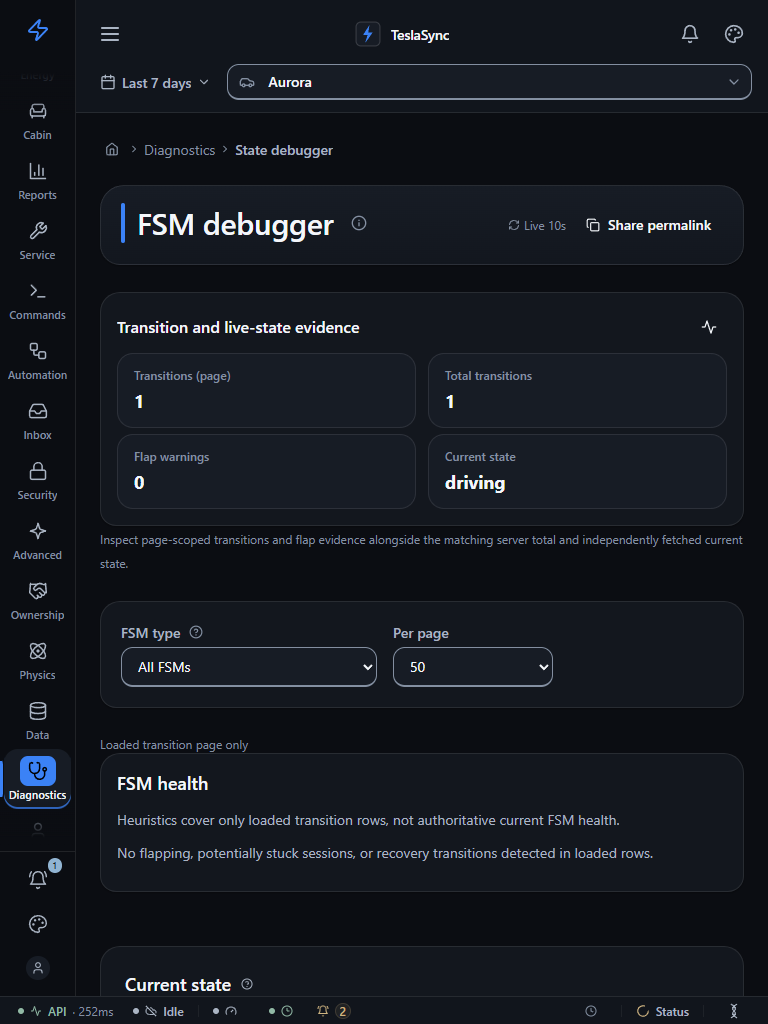 TeslaSync
Last 7 days
Aurora
Energy
Cabin
Reports
Service
Commands
Automation
Inbox
Security
Advanced
Ownership
Physics
Data
Diagnostics
1
Diagnostics
State debugger
FSM debugger
Live 10s
Share permalink
Transition and live-state evidence
Transitions (page)
1
Total transitions
1
Flap warnings
0
Current state
driving
Inspect page-scoped transitions and flap evidence alongside the matching server total and independently fetched current
state.
FSM type
Per page
All FSMs
50
Loaded transition page only
FSM health
Heuristics cover only loaded transition rows, not authoritative current FSM health.
No flapping, potentially stuck sessions, or recovery transitions detected in loaded rows.
Current state
API · 252ms
Idle
2
Status